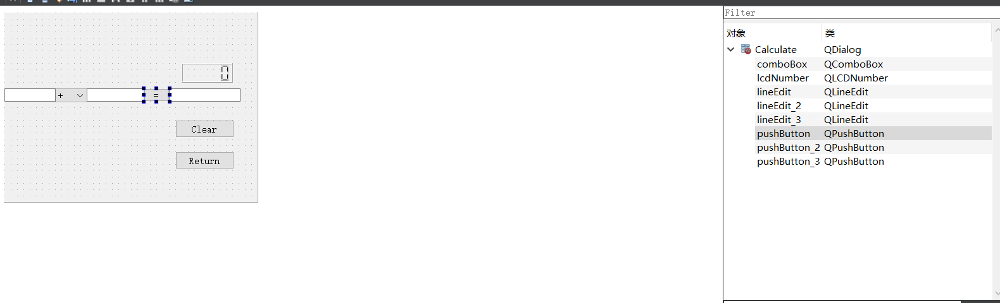 Filter
对象 类
Calculate QDialog
comboBox QComboBox
lcdNumber QLCDNumber
lineEdit QLineEdit
lineEdit_2 QLineEdit
lineEdit_3 QLineEdit
pushButton QPushButton
pushButton_2 QPushButton
pushButton_3 QPushButton
0
+ =
Clear
Return